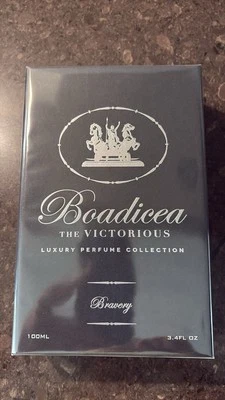 Boadicea
THE VICTORIOUS
LUXURY PERFUME COLLECTION
Bravery
100ML 3.4FL OZ